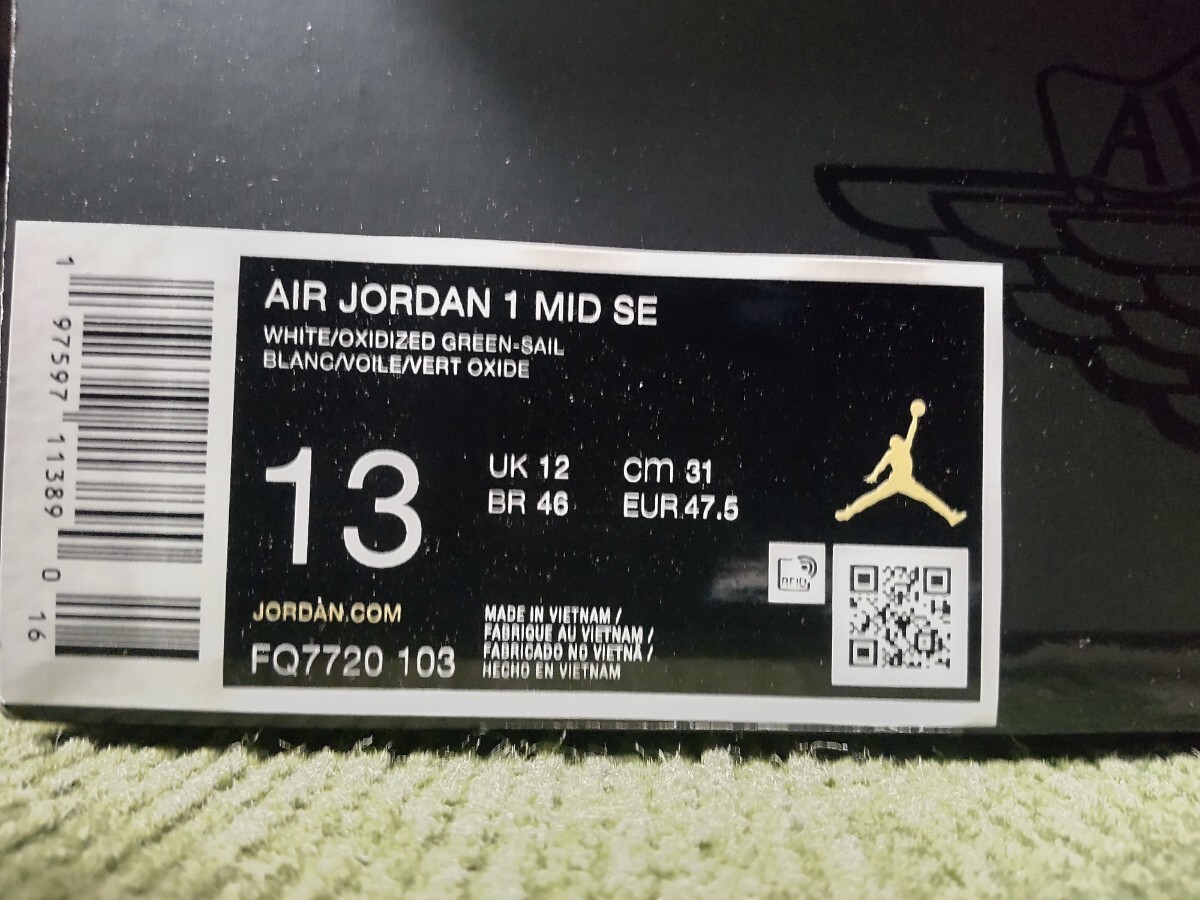 AIR JORDAN 1 MID SE
WHITE/OXIDIZED GREEN-SAIL
BLANC/VOILE/VERT OXIDE
13
UK 12 cm 31
BR 46 EUR 47.5
RFID
JORDAN.COM
FQ7720 103
MADE IN VIETNAM /
FABRIQUE AU VIETNAM /
FABRICADO NO VIETNÃ /
HECHO EN VIETNAM
1 97597 11389 0 16